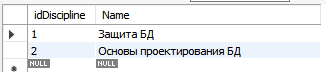 idDiscipline Name
1 Защита БД
2 Основы проектирования БД
NULL NULL